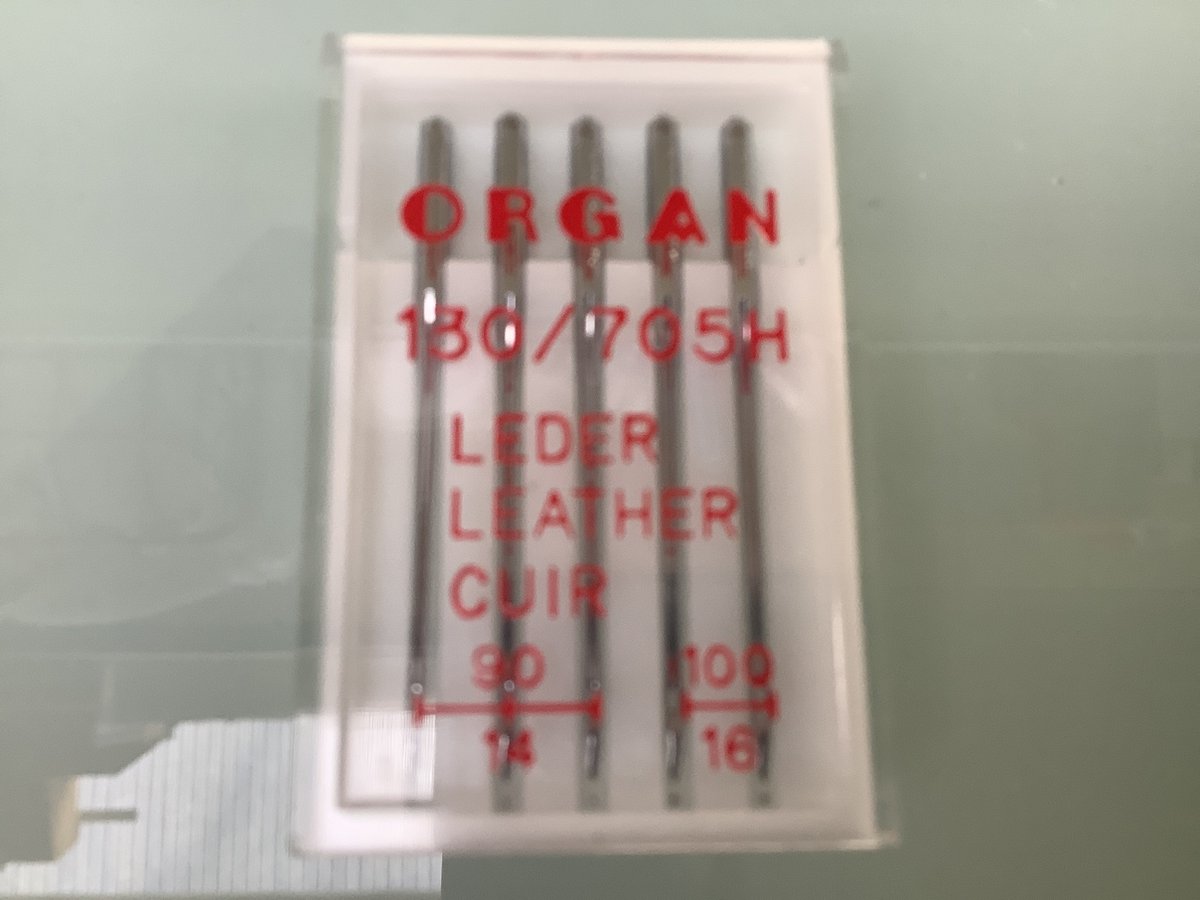 ORGAN
130/705H
LEDER
LEATHER
CUIR
90 100
14 16